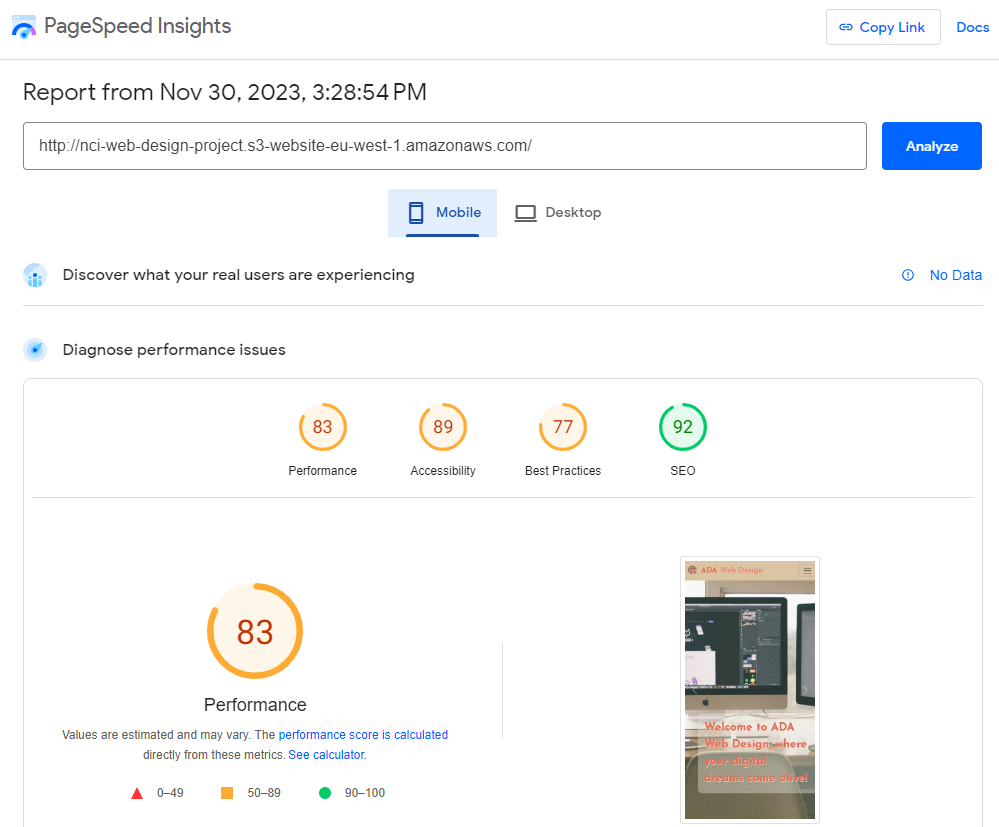 PageSpeed Insights
Copy Link
Docs
Report from Nov 30, 2023, 3:28:54 PM
http://nci-web-design-project.s3-website-eu-west-1.amazonaws.com/
Analyze
Mobile
Desktop
Discover what your real users are experiencing
No Data
Diagnose performance issues
83
89
77
92
Performance
Accessibility
Best Practices
SEO
83
Performance
Values are estimated and may vary. The performance score is calculated
directly from these metrics. See calculator.
0–49
50–89
90–100
ADA Web Design
Welcome to ADA
Web Design, where
your digital
dreams come alive!